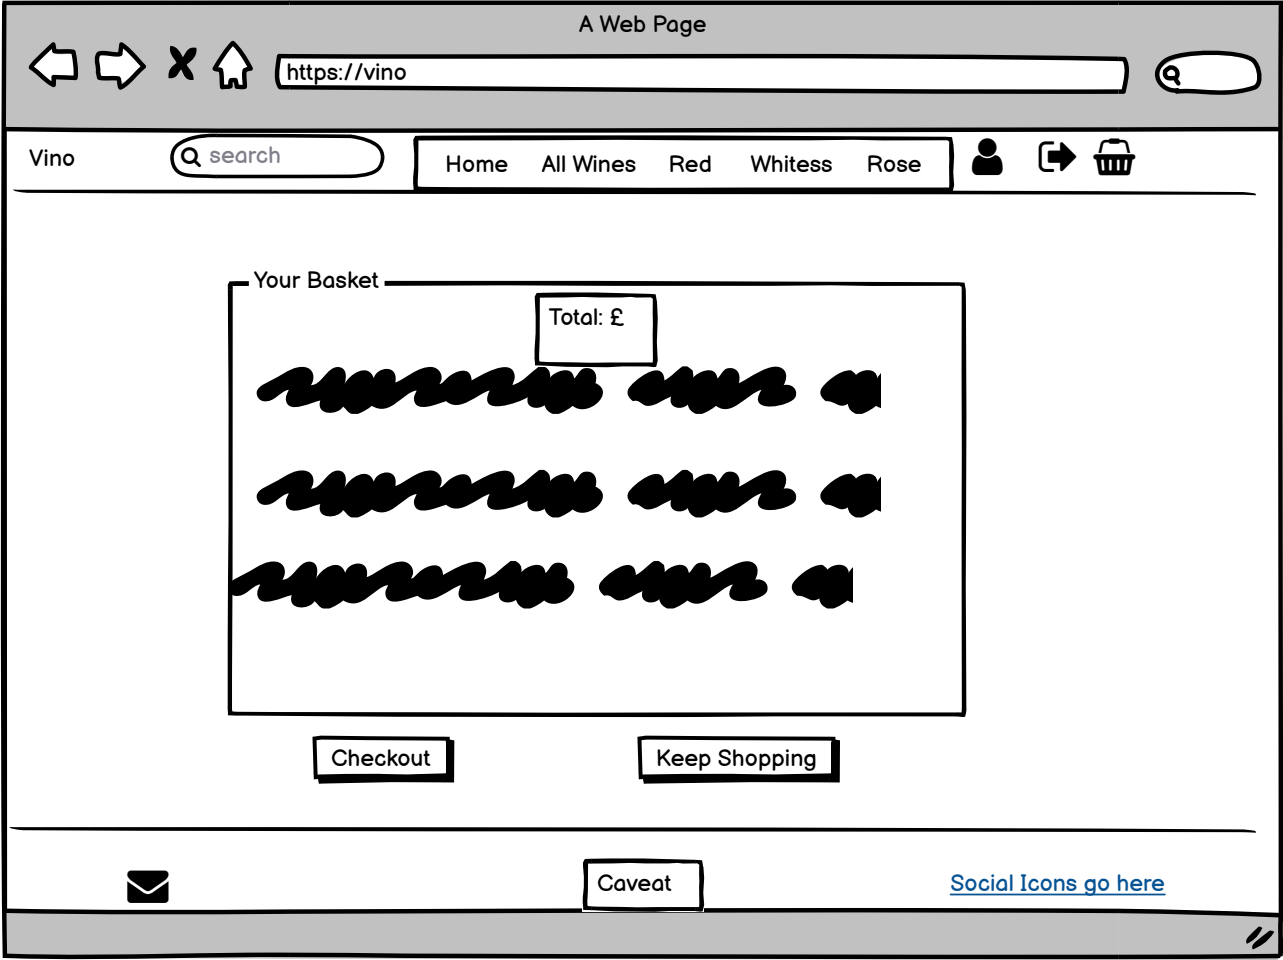 A Web Page
https://vino
Vino
search
Home All Wines Red Whitess Rose
Your Basket
Total: £
Checkout
Keep Shopping
Caveat
Social Icons go here